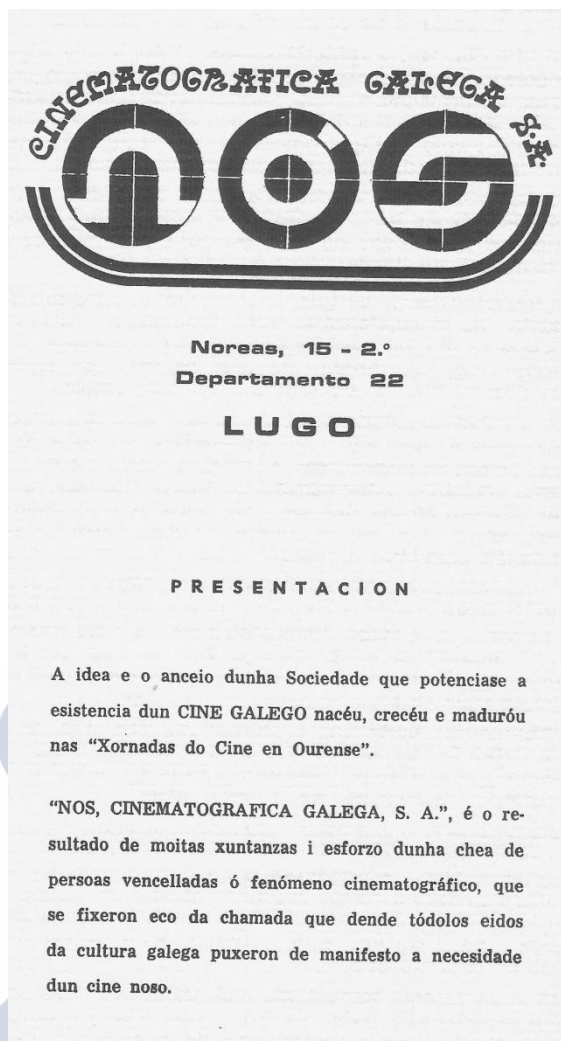 CINEMATOGRAFICA GALEGA S.A.
NOS
Noreas, 15 - 2.º
Departamento 22
LUGO
PRESENTACION
A idea e o anceio dunha Sociedade que potenciase a
esistencia dun CINE GALEGO nacéu, crecéu e maduróu
nas “Xornadas do Cine en Ourense”.
“NOS, CINEMATOGRAFICA GALEGA, S. A.”, é o re-
sultado de moitas xuntanzas i esforzo dunha chea de
persoas vencelladas ó fenómeno cinematográfico, que
se fixeron eco da chamada que dende tódolos eidos
da cultura galega puxeron de manifesto a necesidade
dun cine noso.